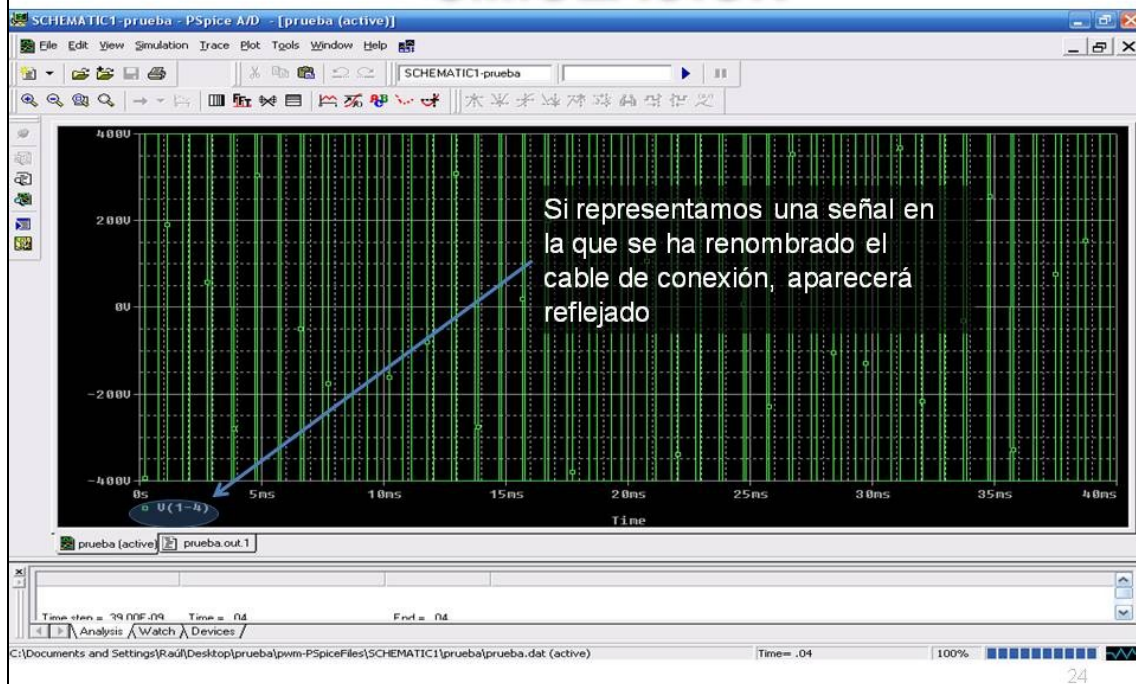 SCHEMATIC1-prueba - PSpice A/D - [prueba (active)]
File Edit View Simulation Trace Plot Tools Window Help
SCHEMATIC1-prueba
400V
200V
0V
-200V
-400V
Si representamos una señal en
la que se ha renombrado el
cable de conexión, aparecerá
reflejado
0s 5ms 10ms 15ms 20ms 25ms 30ms 35ms 40ms
V(1-4)
Time
prueba (active) prueba.out.1
Time step = 39.00E-09 Time = .04 End = .04
Analysis Watch Devices
C:\Documents and Settings\Raúl\Desktop\prueba\pwm-PSpiceFiles\SCHEMATIC1\prueba\prueba.dat (active) Time= .04 100%
24